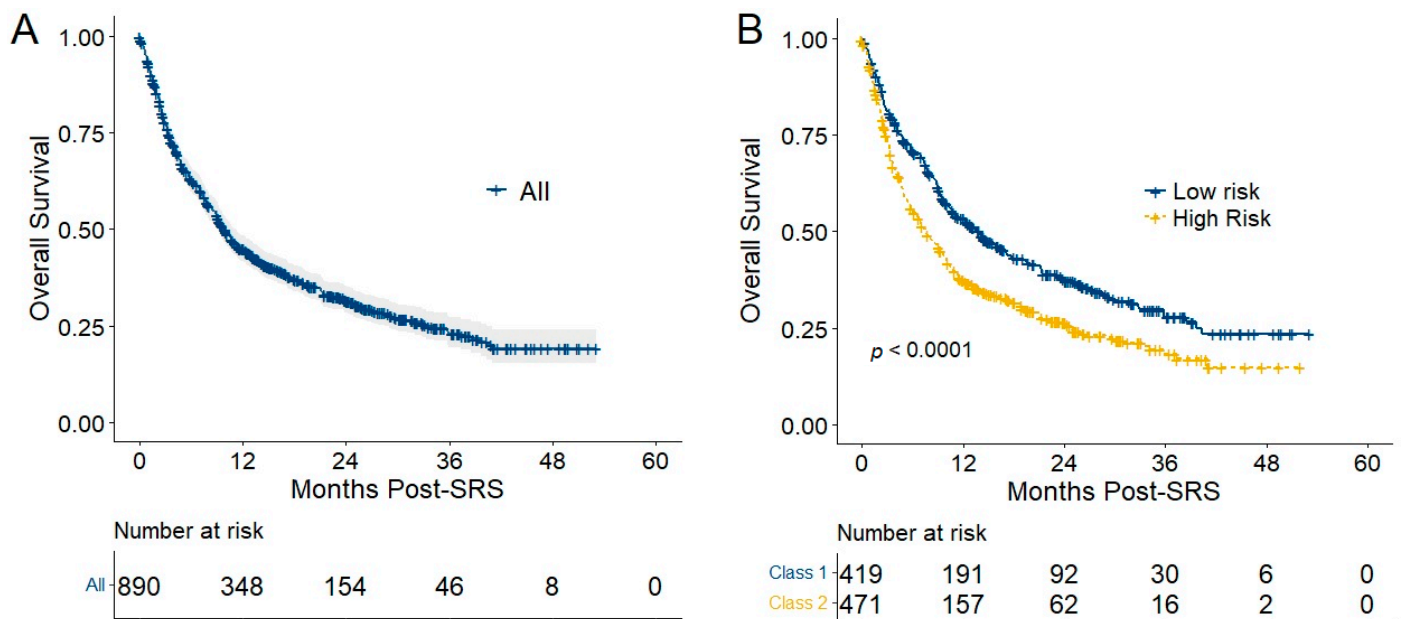 A
Overall Survival
1.00
0.75
0.50
0.25
0.00
All
0 12 24 36 48 60
Months Post-SRS
Number at risk
All 890 348 154 46 8 0
B
Overall Survival
1.00
0.75
0.50
0.25
0.00
Low risk
High Risk
p < 0.0001
0 12 24 36 48 60
Months Post-SRS
Number at risk
Class 1 419 191 92 30 6 0
Class 2 471 157 62 16 2 0